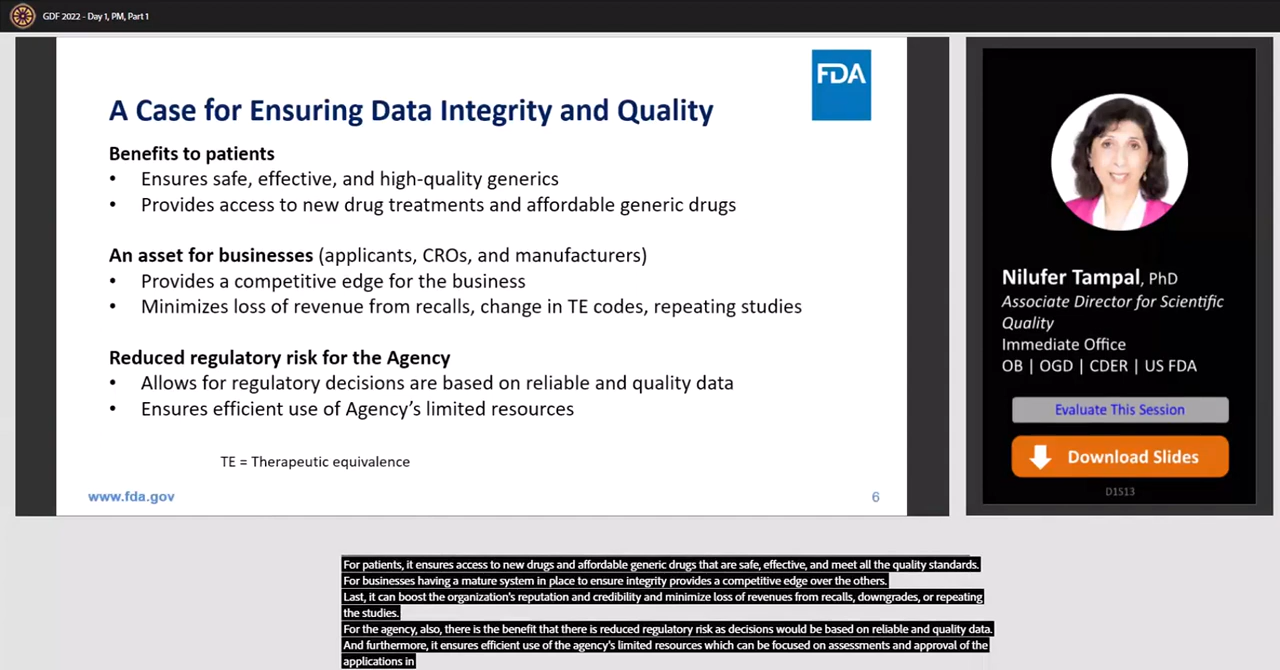 GDF 2022 - Day 1, PM, Part 1
FDA
A Case for Ensuring Data Integrity and Quality
Benefits to patients
• Ensures safe, effective, and high-quality generics
• Provides access to new drug treatments and affordable generic drugs
An asset for businesses (applicants, CROs, and manufacturers)
• Provides a competitive edge for the business
• Minimizes loss of revenue from recalls, change in TE codes, repeating studies
Reduced regulatory risk for the Agency
• Allows for regulatory decisions are based on reliable and quality data
• Ensures efficient use of Agency's limited resources
TE = Therapeutic equivalence
www.fda.gov
6
Nilufer Tampal, PhD
Associate Director for Scientific
Quality
Immediate Office
OB | OGD | CDER | US FDA
Evaluate This Session
Download Slides
D1513
For patients, it ensures access to new drugs and affordable generic drugs that are safe, effective, and meet all the quality standards.
For businesses having a mature system in place to ensure integrity provides a competitive edge over the others.
Last, it can boost the organization's reputation and credibility and minimize loss of revenues from recalls, downgrades, or repeating
the studies.
For the agency, also, there is the benefit that there is reduced regulatory risk as decisions would be based on reliable and quality data.
And furthermore, it ensures efficient use of the agency's limited resources which can be focused on assessments and approval of the
applications in